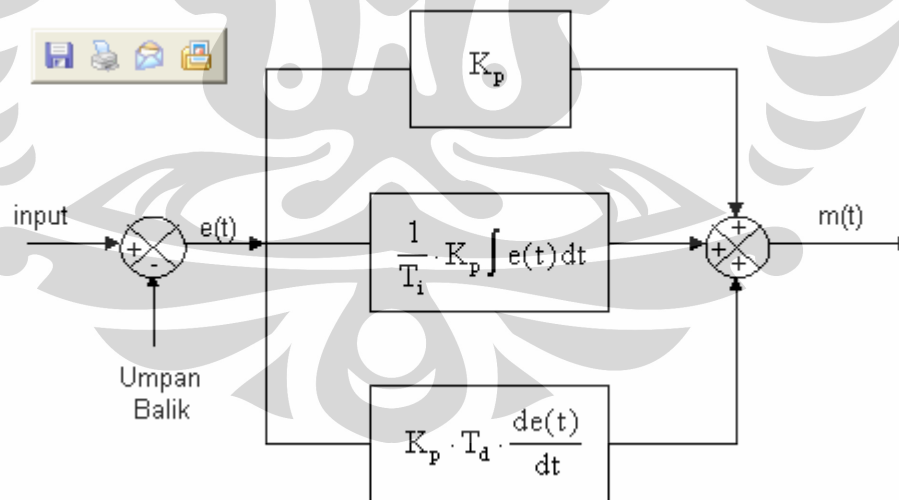 K_p
input
e(t)
+
-
1/T_i · K_p ∫ e(t) dt
+
+
+
m(t)
Umpan
Balik
K_p · T_d · de(t)/dt